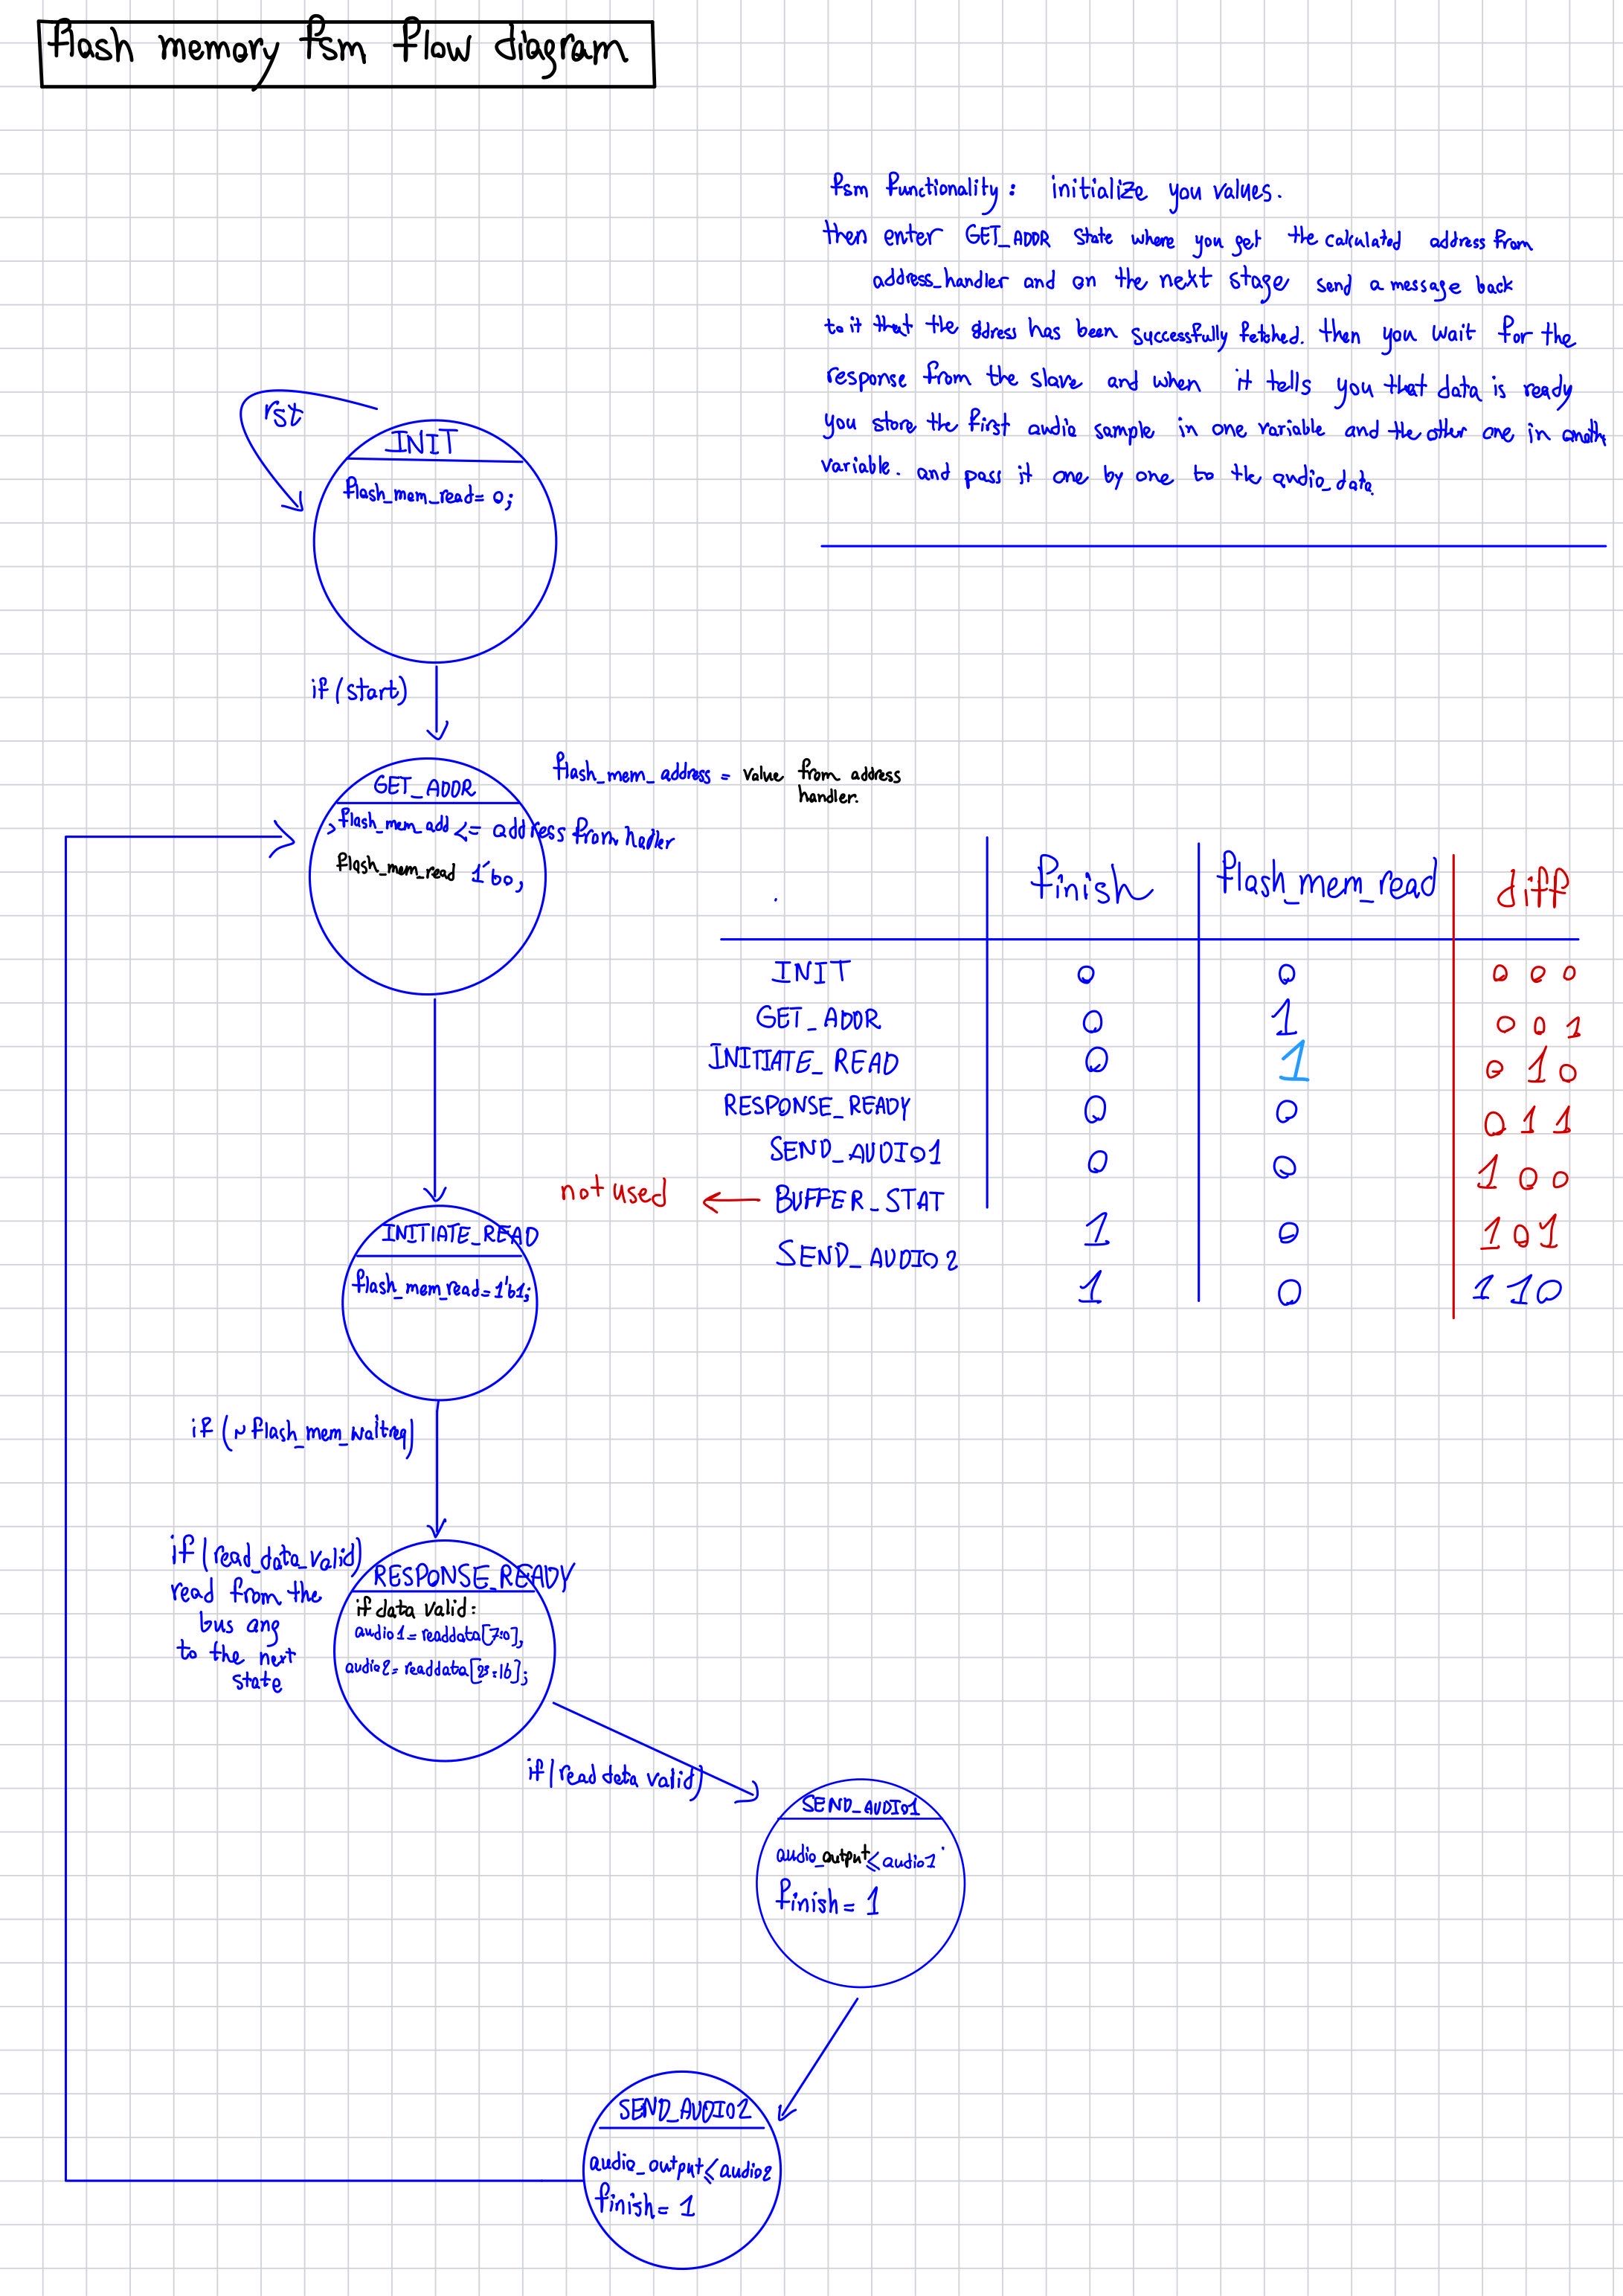 flash memory fsm flow diagram
fsm functionality: initialize you values.
then enter GET_ADDR state where you get the calculated address from
address_handler and on the next stage send a message back
to it that the ddress has been successfully fetched. then you wait for the
response from the slave and when it tells you that data is ready
you store the first audio sample in one variable and the other one in anoth
variable. and pass it one by one to the audio_data.
rst
INIT
flash_mem_read= 0;
if (start)
flash_mem_address = value from address
handler.
GET_ADDR
flash_mem_add <= address from hadler
flash_mem_read 1'b0;
finish flash_mem_read diff
INIT 0 0 0 0 0
GET_ADDR 0 1 0 0 1
INITIATE_READ 0 1 0 1 0
RESPONSE_READY 0 0 0 1 1
SEND_AUDIO1 0 0 1 0 0
not used ← BUFFER_STAT 1 0 1 0 1
SEND_AUDIO2 1 0 1 1 0
INITIATE_READ
flash_mem_read=1'b1;
if (~flash_mem_waitreq)
if (read_data_valid)
read from the
bus ang
to the next
state
RESPONSE_READY
if data valid:
audio1=readdata[7:0],
audio2=readdata[23:16];
if (read data valid)
SEND_AUDIO1
audio_output<=audio1
finish= 1
SEND_AUDIO2
audio_output<=audio2
finish= 1